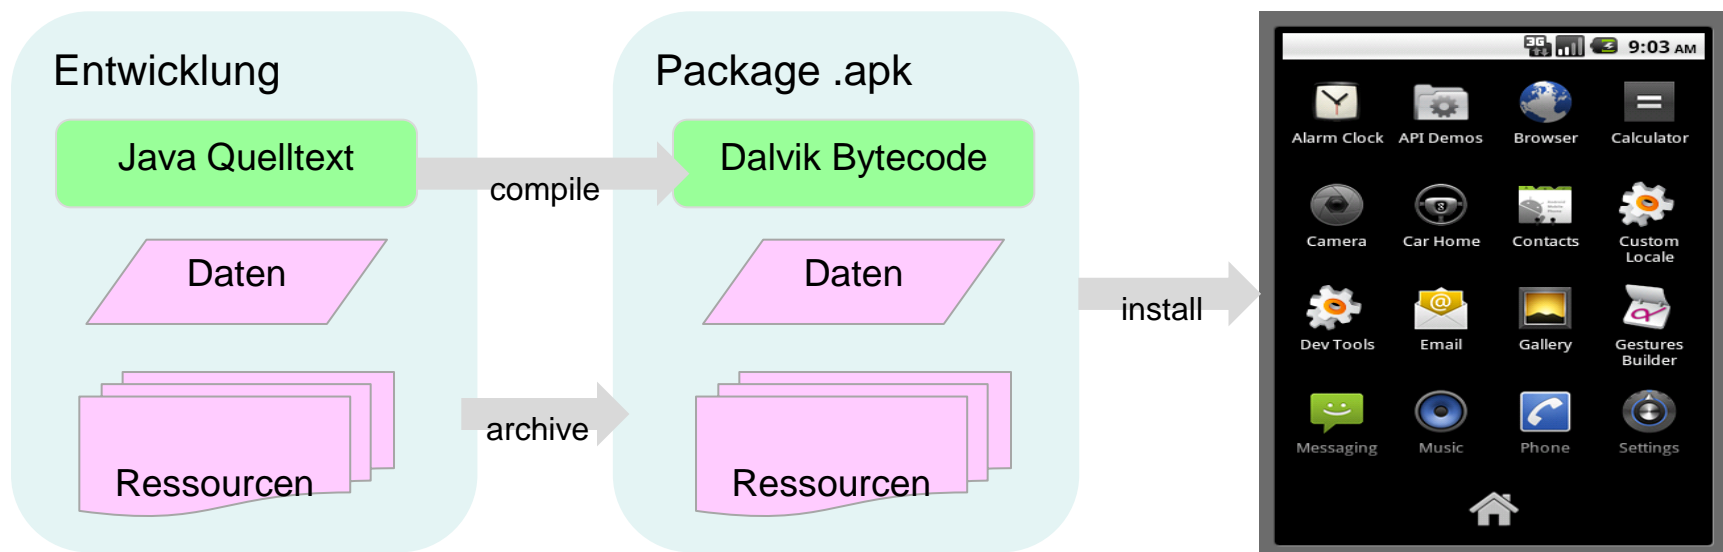 Entwicklung
Java Quelltext
Daten
Ressourcen
compile
archive
Package .apk
Dalvik Bytecode
Daten
Ressourcen
install
3G 9:03 AM
Alarm Clock API Demos Browser Calculator
Camera Car Home Contacts Custom
Locale
Dev Tools Email Gallery Gestures
Builder
Messaging Music Phone Settings